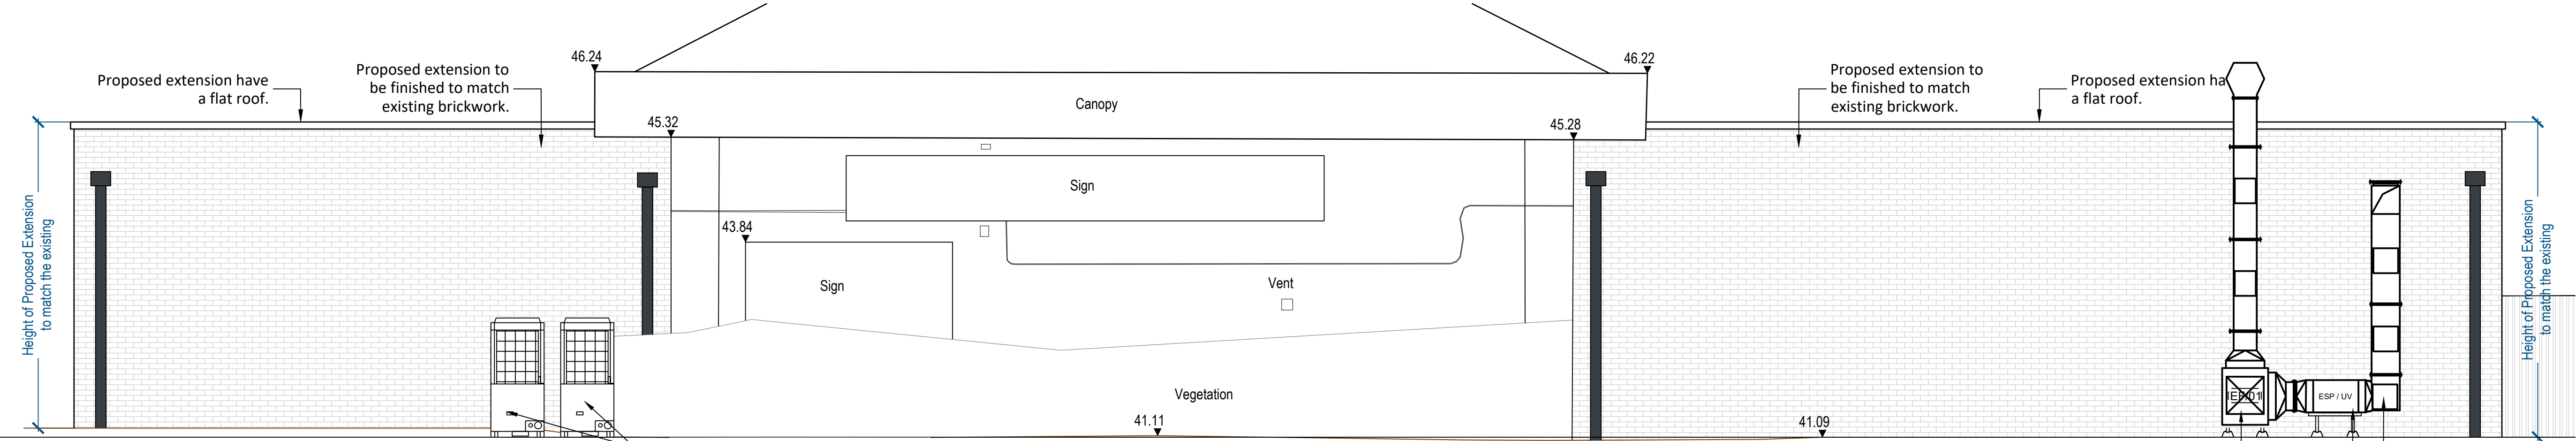 46.24
46.22
Proposed extension have
a flat roof.
Proposed extension to
be finished to match
existing brickwork.
Canopy
Proposed extension to
be finished to match
existing brickwork.
Proposed extension ha
a flat roof.
45.32
45.28
Sign
43.84
Sign
Vent
Height of Proposed Extension
to match the existing
Height of Proposed Extension
to match the existing
Vegetation
41.11
41.09
ESP / UV